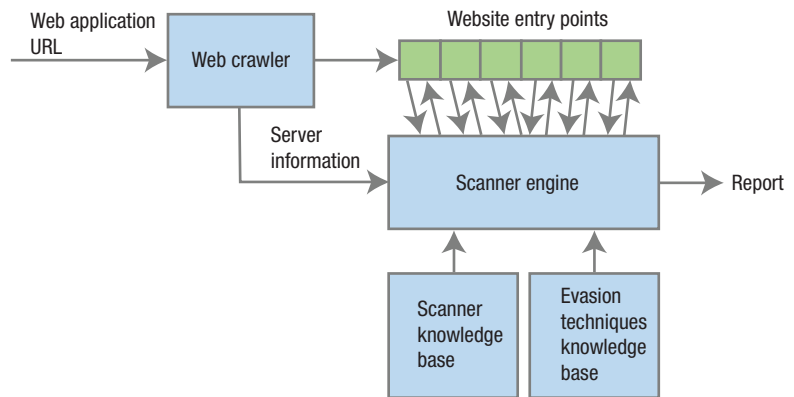 Web application
URL
Web crawler
Website entry points
Server
information
Scanner engine
Report
Scanner
knowledge
base
Evasion
techniques
knowledge
base